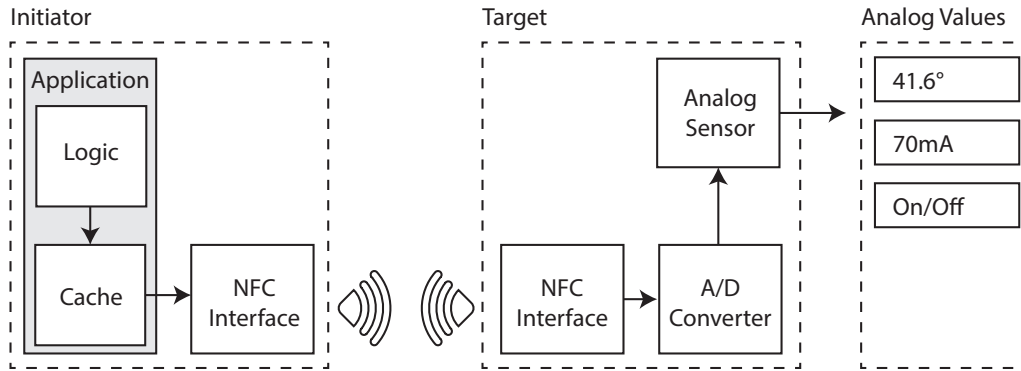 Initiator
Target
Analog Values
Application
Logic
Cache
NFC
Interface
NFC
Interface
A/D
Converter
Analog
Sensor
41.6°
70mA
On/Off